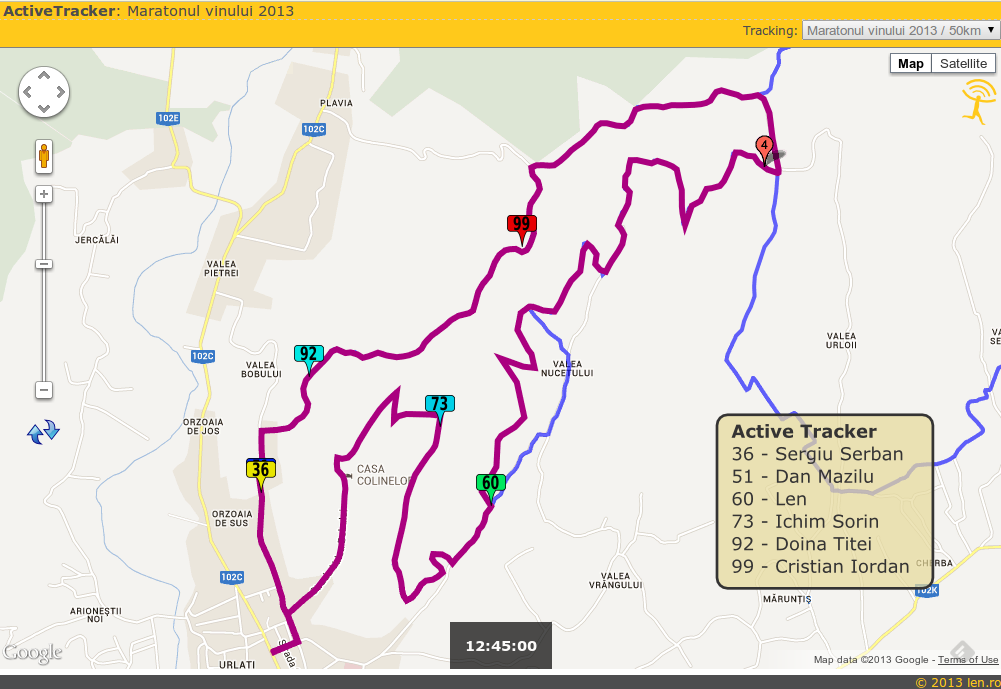 ActiveTracker: Maratonul vinului 2013
Tracking: Maratonul vinului 2013 / 50km
Map Satellite
PLAVIA
102E
102C
4
99
JERCĂLĂI
VALEA
PIETREI
92
102C
VALEA
BOBULUI
VALEA
NUCETULUI
VALEA
URLOII
VA
SE
73
ORZOAIA
DE JOS
36
CASA
COLINELOR
60
ORZOAIA
DE SUS
Active Tracker
36 - Sergiu Serban
51 - Dan Mazilu
60 - Len
73 - Ichim Sorin
92 - Doina Titei
99 - Cristian Iordan
CHERBA
102K
102C
VALEA
VRÂNGULUI
MĂRUNȚIȘ
ARIONEȘTII
NOI
Strada
12:45:00
Google
URLATI
Map data ©2013 Google - Terms of Use
© 2013 len.ro